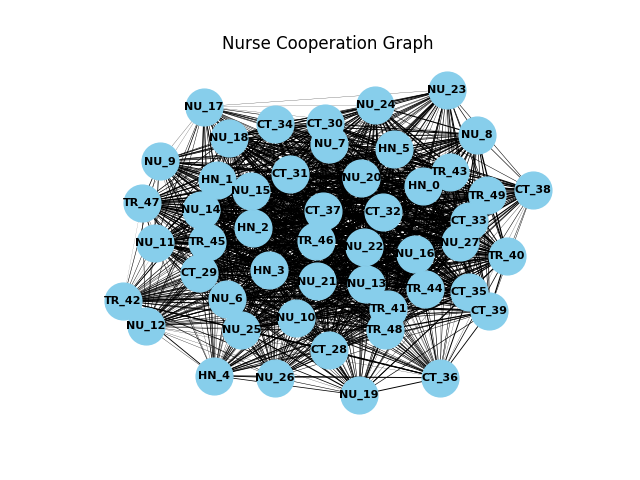 Nurse Cooperation Graph
NU_23
NU_17
NU_24
CT_34
CT_30
NU_8
NU_18
NU_7
HN_5
NU_9
TR_43
CT_31
NU_20
HN_1
HN_0
NU_15
CT_38
TR_49
TR_47
NU_14
CT_37
CT_32
CT_33
HN_2
TR_46
NU_11
TR_45
NU_27
NU_22
NU_16
TR_40
HN_3
CT_29
NU_21
NU_13
TR_44
CT_35
TR_42
NU_6
TR_41
CT_39
NU_10
NU_12
NU_25
TR_48
CT_28
HN_4
NU_26
CT_36
NU_19